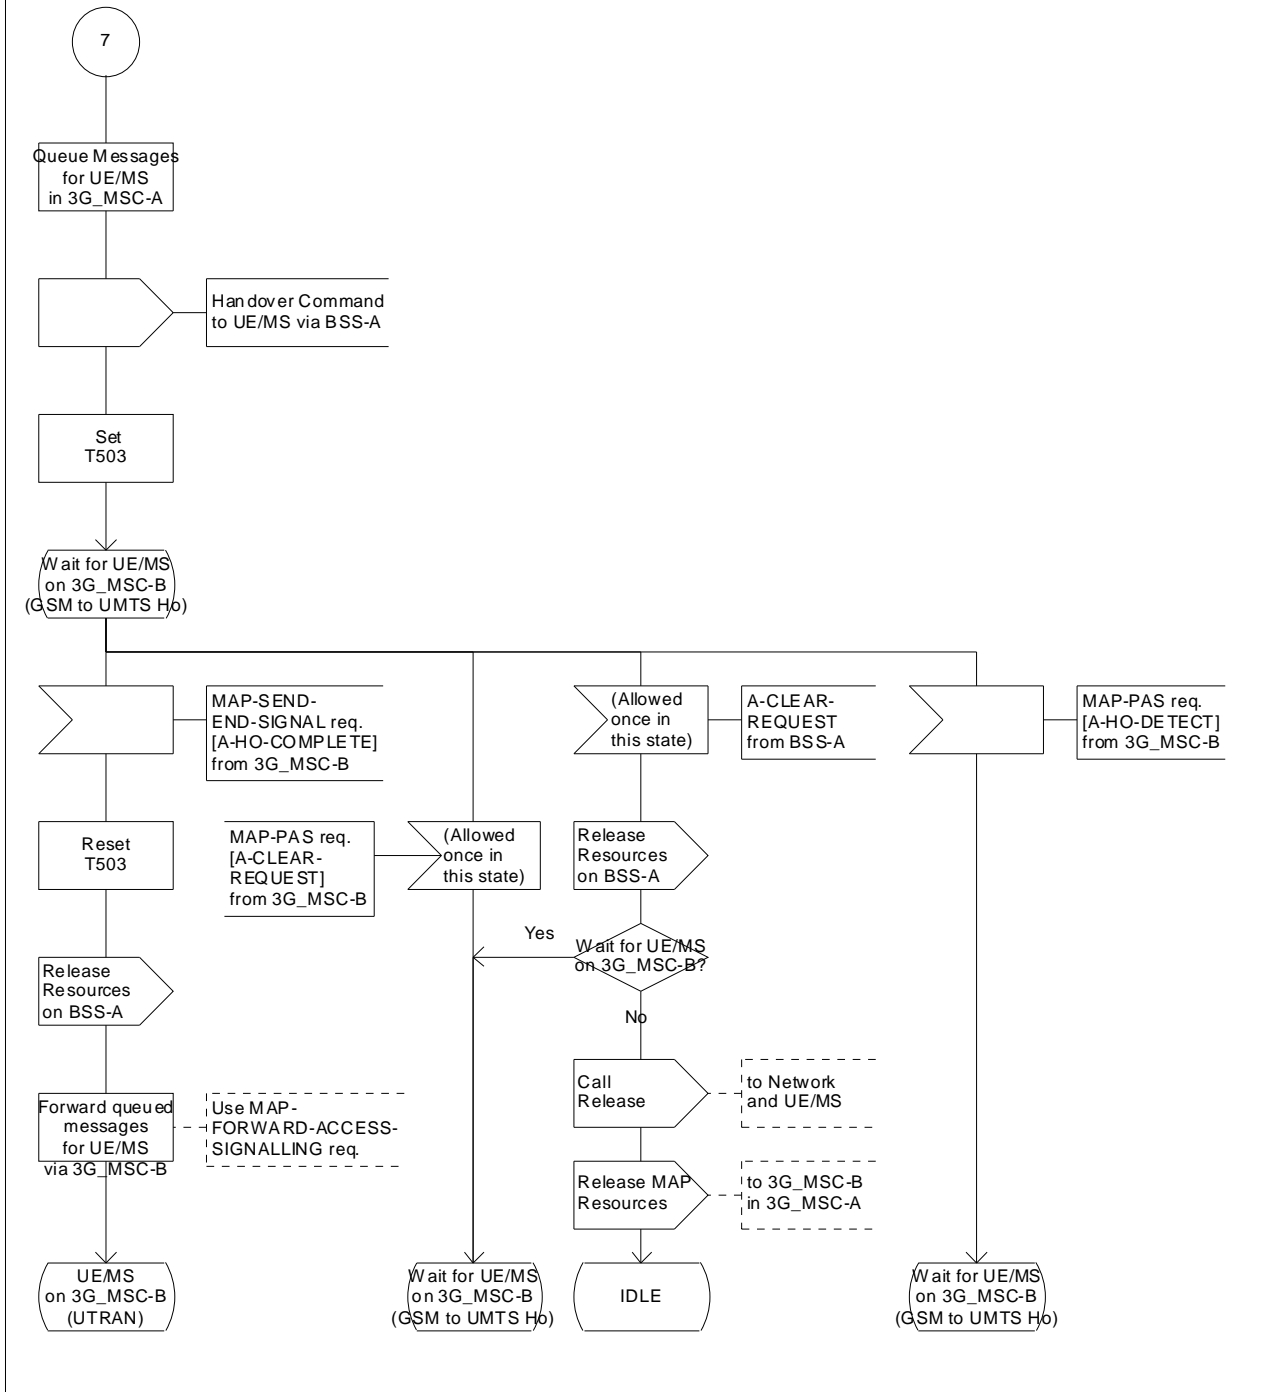 7
Queue Messages
for UE/MS
in 3G_MSC-A
Handover Command
to UE/MS via BSS-A
Set
T503
Wait for UE/MS
on 3G_MSC-B
(GSM to UMTS Ho)
MAP-SEND-
END-SIGNAL req.
[A-HO-COMPLETE]
from 3G_MSC-B
(Allowed
once in
this state)
A-CLEAR-
REQUEST
from BSS-A
MAP-PAS req.
[A-HO-DETECT]
from 3G_MSC-B
Reset
T503
MAP-PAS req.
[A-CLEAR-
REQUEST]
from 3G_MSC-B
(Allowed
once in
this state)
Release
Resources
on BSS-A
Yes
Wait for UE/MS
on 3G_MSC-B?
No
Release
Resources
on BSS-A
Call
Release
to Network
and UE/MS
Forward queued
messages
for UE/MS
via 3G_MSC-B
Use MAP-
FORWARD-ACCESS-
SIGNALLING req.
Release MAP
Resources
to 3G_MSC-B
in 3G_MSC-A
UE/MS
on 3G_MSC-B
(UTRAN)
Wait for UE/MS
on 3G_MSC-B
(GSM to UMTS Ho)
IDLE
Wait for UE/MS
on 3G_MSC-B
(GSM to UMTS Ho)